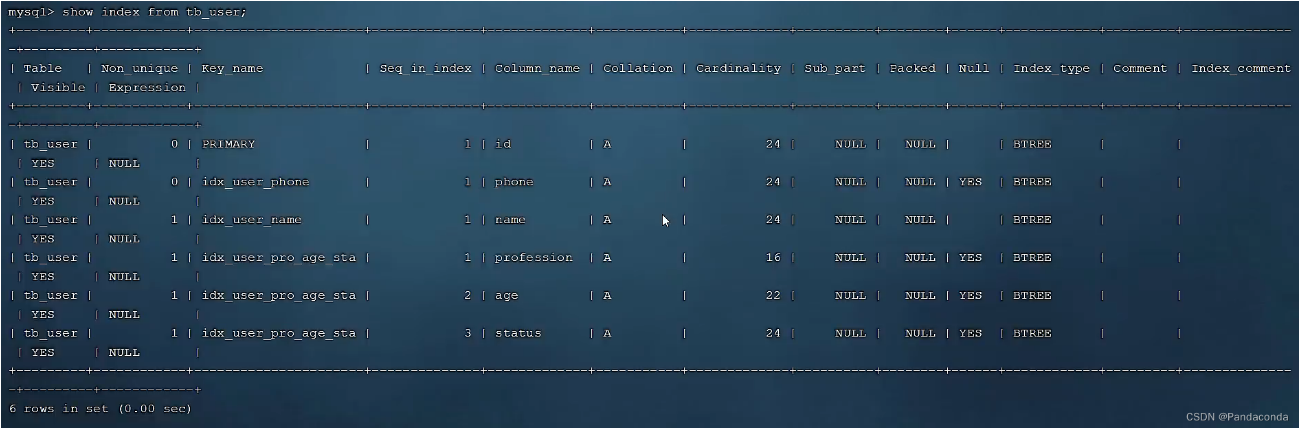 mysql> show index from tb_user;
+---------+------------+----------------------+--------------+-------------+-----------+-------------+----------+--------+------+------------+---------+--------------
-+---------+------------+
| Table   | Non_unique | Key_name             | Seq_in_index | Column_name | Collation | Cardinality | Sub_part | Packed | Null | Index_type | Comment | Index_comment
 | Visible | Expression |
+---------+------------+----------------------+--------------+-------------+-----------+-------------+----------+--------+------+------------+---------+--------------
-+---------+------------+
| tb_user |          0 | PRIMARY              |            1 | id          | A         |          24 |     NULL |   NULL |      | BTREE      |         |
 | YES     | NULL       |
| tb_user |          0 | idx_user_phone       |            1 | phone       | A         |          24 |     NULL |   NULL | YES  | BTREE      |         |
 | YES     | NULL       |
| tb_user |          1 | idx_user_name        |            1 | name        | A         |          24 |     NULL |   NULL |      | BTREE      |         |
 | YES     | NULL       |
| tb_user |          1 | idx_user_pro_age_sta |            1 | profession  | A         |          16 |     NULL |   NULL | YES  | BTREE      |         |
 | YES     | NULL       |
| tb_user |          1 | idx_user_pro_age_sta |            2 | age         | A         |          22 |     NULL |   NULL | YES  | BTREE      |         |
 | YES     | NULL       |
| tb_user |          1 | idx_user_pro_age_sta |            3 | status      | A         |          24 |     NULL |   NULL | YES  | BTREE      |         |
 | YES     | NULL       |
+---------+------------+----------------------+--------------+-------------+-----------+-------------+----------+--------+------+------------+---------+--------------
-+---------+------------+
6 rows in set (0.00 sec)
CSDN @Pandaconda